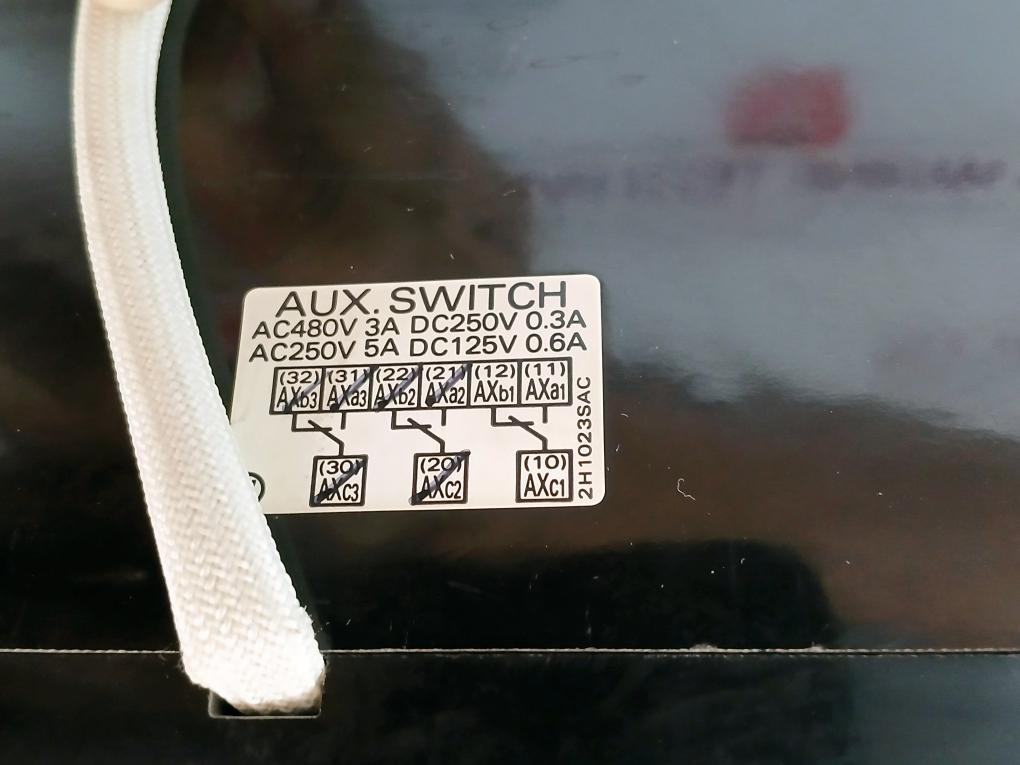 AUX. SWITCH
AC480V 3A DC250V 0.3A
AC250V 5A DC125V 0.6A
(32) (31) (22) (21) (12) (11)
AXb3 AXa3 AXb2 AXa2 AXb1 AXa1
(30) (20) (10)
AXc3 AXc2 AXc1
2H1023SAC